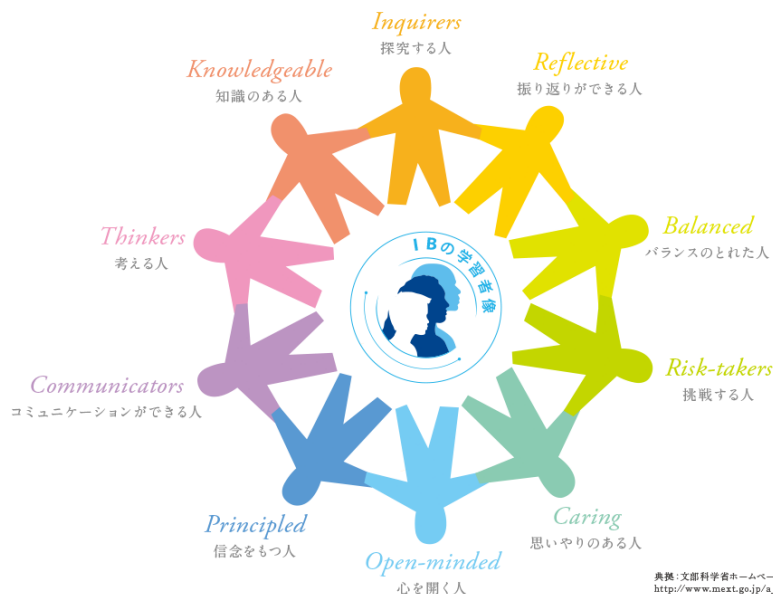 Inquirers
探究する人
Reflective
振り返りができる人
Knowledgeable
知識のある人
Balanced
バランスのとれた人
Thinkers
考える人
IBの学習者像
Risk-takers
挑戦する人
Communicators
コミュニケーションができる人
Caring
思いやりのある人
Principled
信念をもつ人
Open-minded
心を開く人
典拠:文部科学省ホームペー
http://www.mext.go.jp/a_